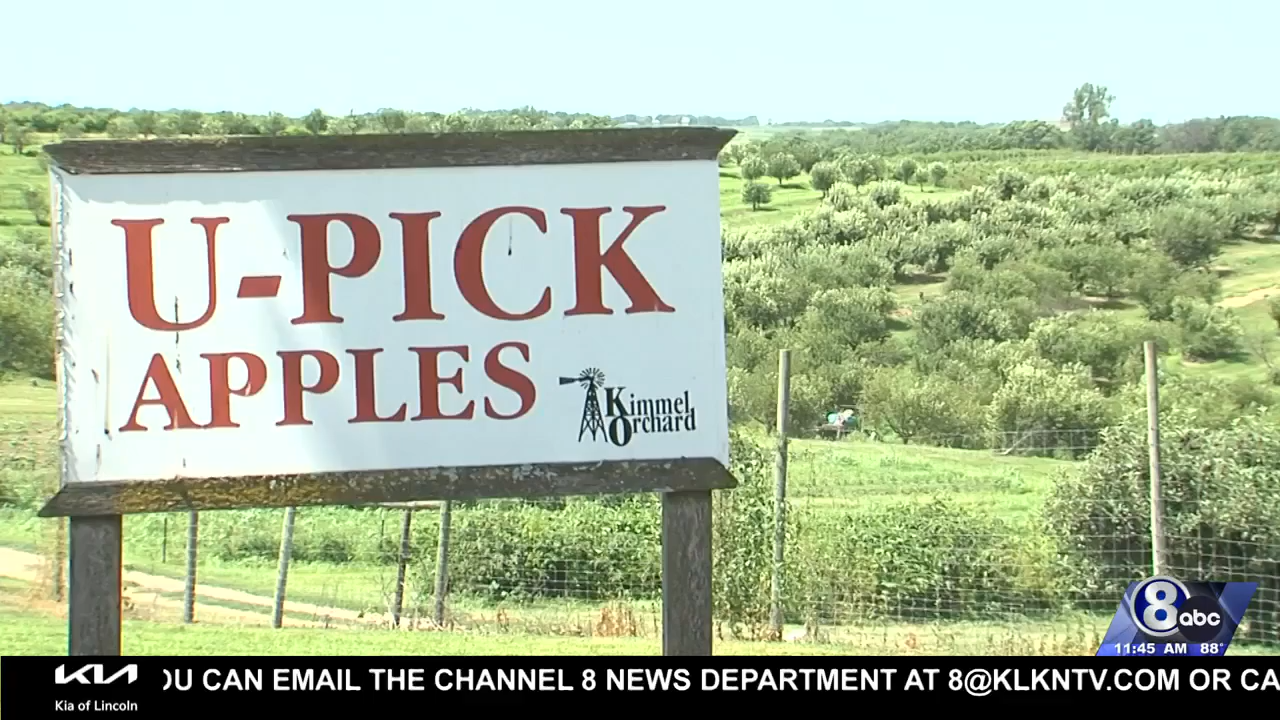 U-PICK
APPLES
Kimmel
Orchard
8 abc
11:45 AM 88°
KIA
Kia of Lincoln
OU CAN EMAIL THE CHANNEL 8 NEWS DEPARTMENT AT 8@KLKNTV.COM OR CA